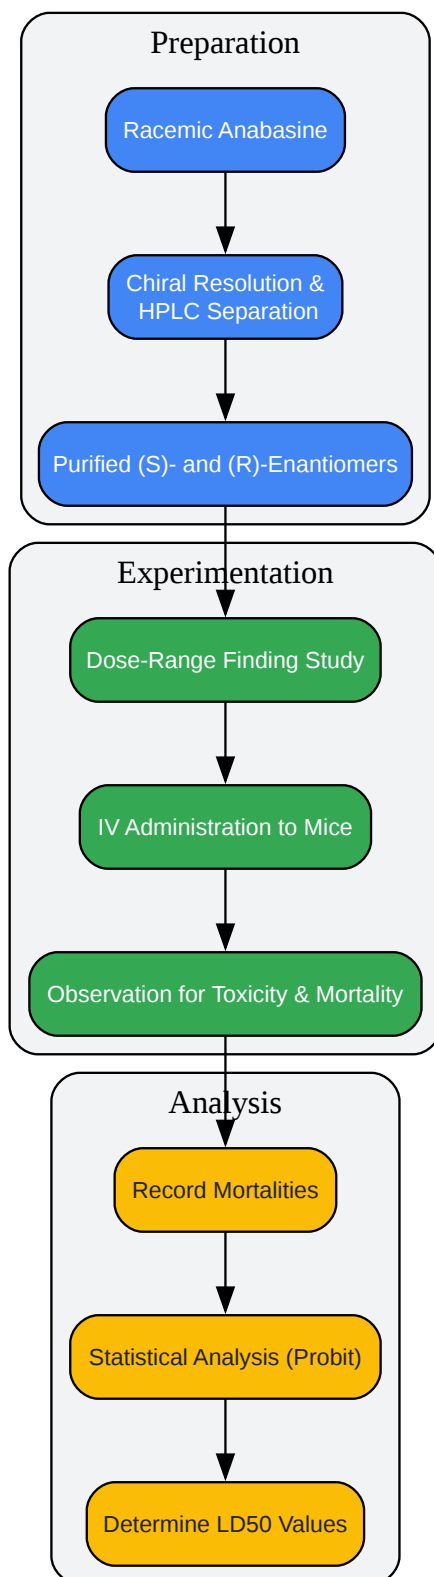 Preparation
Racemic Anabasine
Chiral Resolution &
HPLC Separation
Purified (S)- and (R)-Enantiomers
Experimentation
Dose-Range Finding Study
IV Administration to Mice
Observation for Toxicity & Mortality
Analysis
Record Mortalities
Statistical Analysis (Probit)
Determine LD50 Values